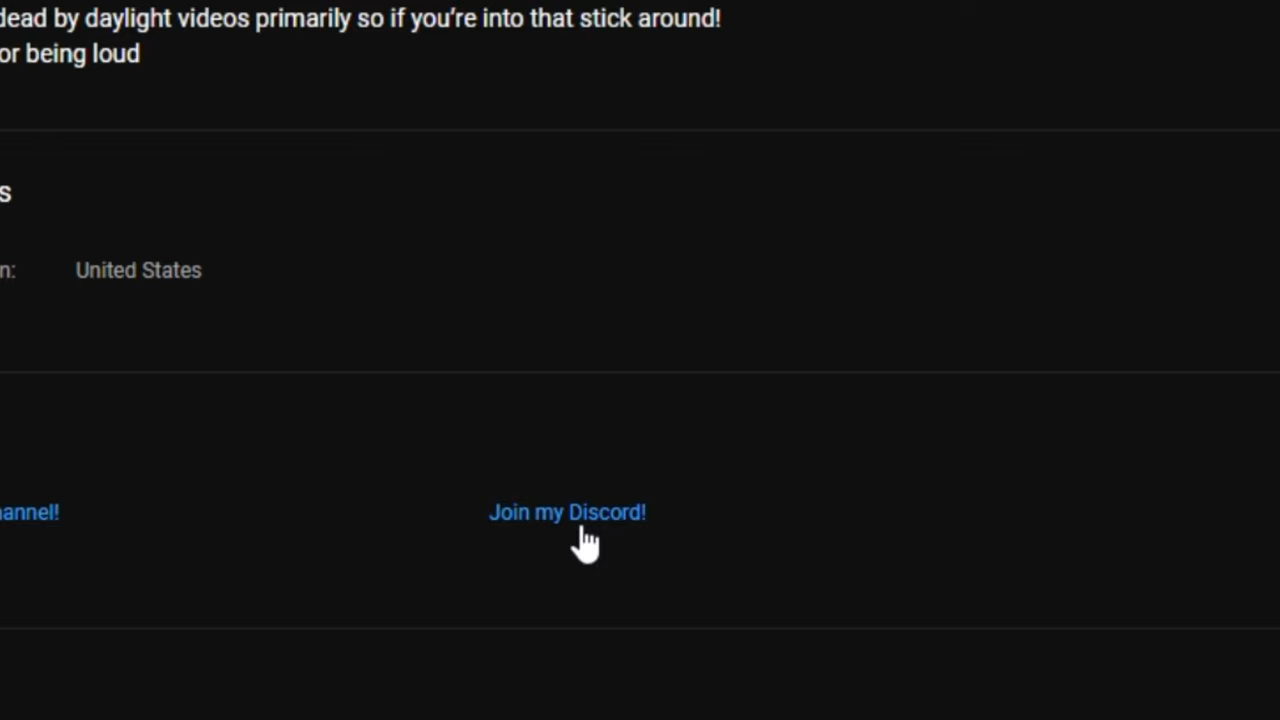 dead by daylight videos primarily so if you're into that stick around!
or being loud
s
n:
United States
hannel!
Join my Discord!